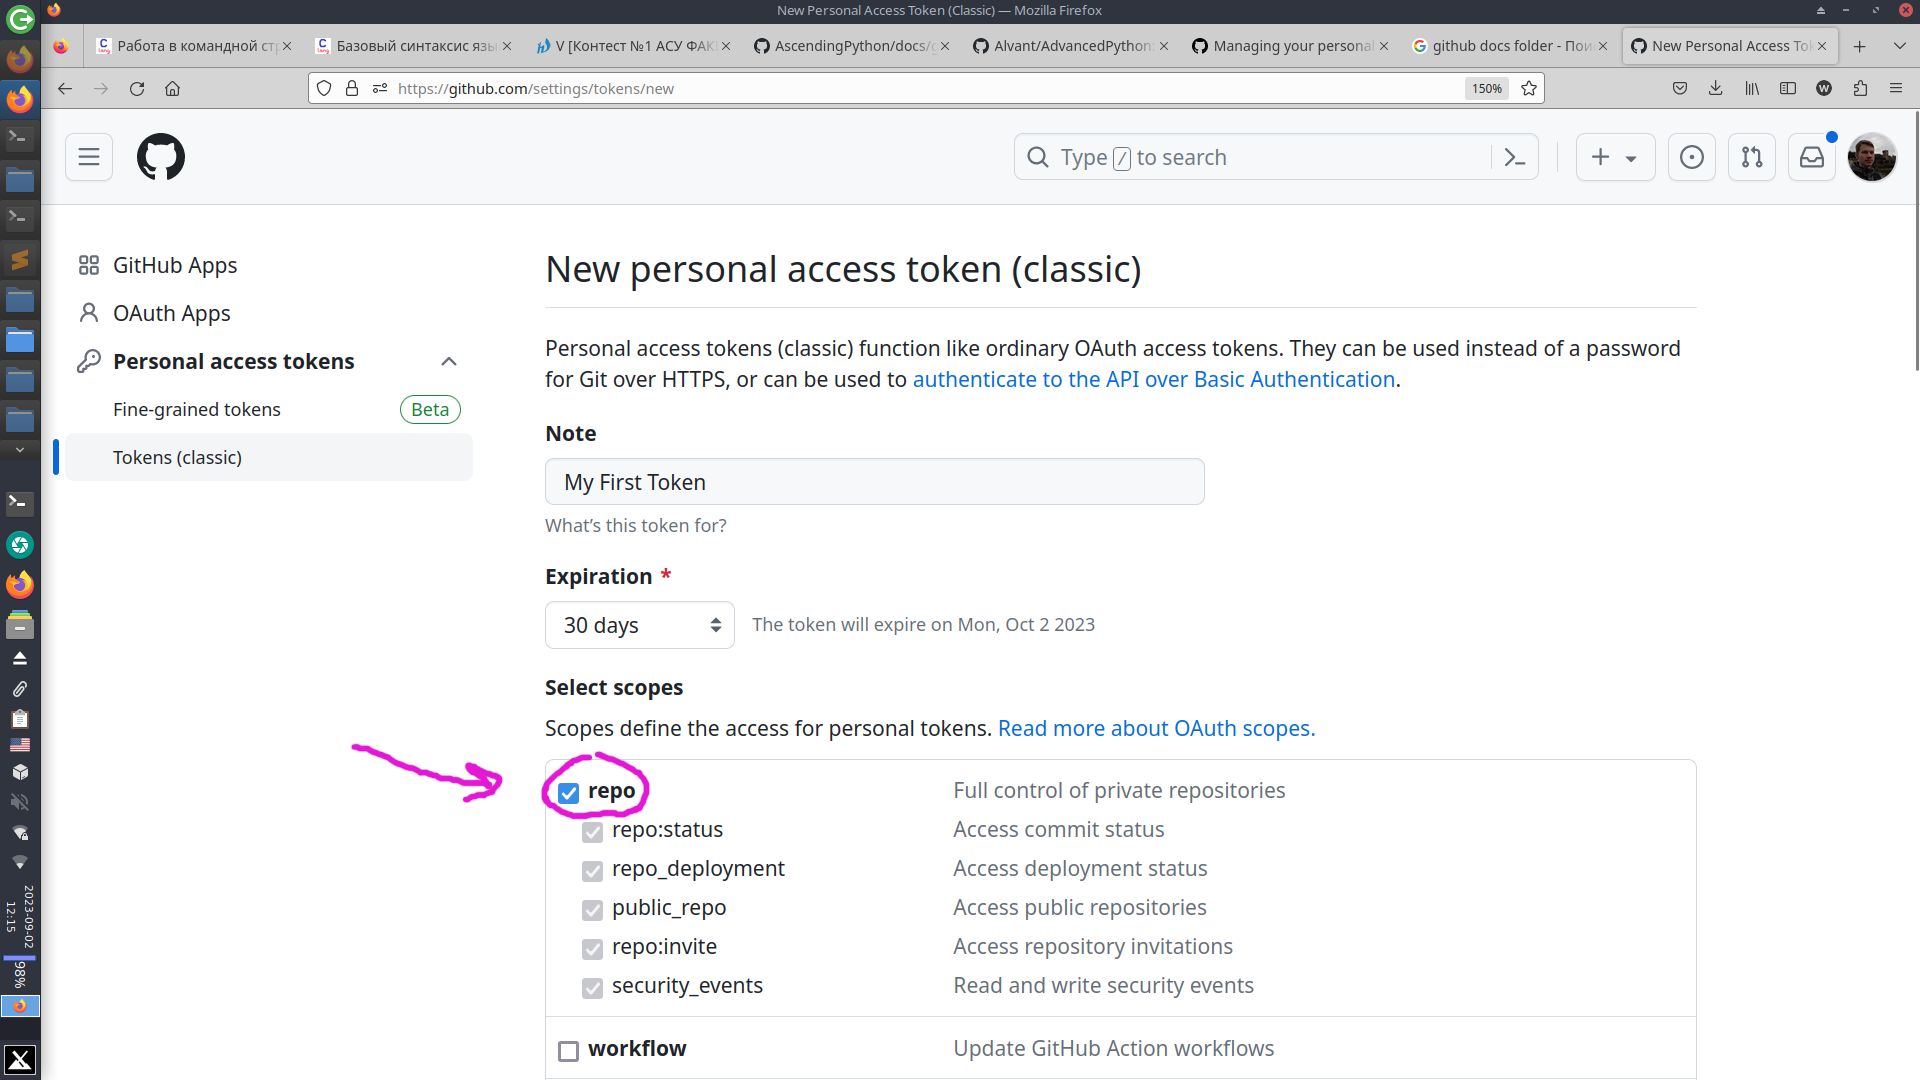 New Personal Access Token (Classic) — Mozilla Firefox
Работа в командной стр
Базовый синтаксис язы
V [Контест №1 АСУ ФАК
AscendingPython/docs/g
Alvant/AdvancedPython:
Managing your personal
github docs folder - Пои
New Personal Access Tok
https://github.com/settings/tokens/new
150%
Type / to search
GitHub Apps
OAuth Apps
Personal access tokens
Fine-grained tokens
Beta
Tokens (classic)
New personal access token (classic)
Personal access tokens (classic) function like ordinary OAuth access tokens. They can be used instead of a password
for Git over HTTPS, or can be used to authenticate to the API over Basic Authentication.
Note
My First Token
What’s this token for?
Expiration *
30 days
The token will expire on Mon, Oct 2 2023
Select scopes
Scopes define the access for personal tokens. Read more about OAuth scopes.
repo Full control of private repositories
repo:status Access commit status
repo_deployment Access deployment status
public_repo Access public repositories
repo:invite Access repository invitations
security_events Read and write security events
workflow Update GitHub Action workflows
2023-09-02
12:15
98%